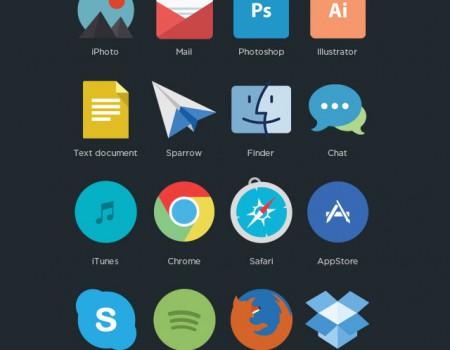 Ps
Ai
iPhoto
Mail
Photoshop
Illustrator
Text document
Sparrow
Finder
Chat
iTunes
Chrome
Safari
AppStore
S